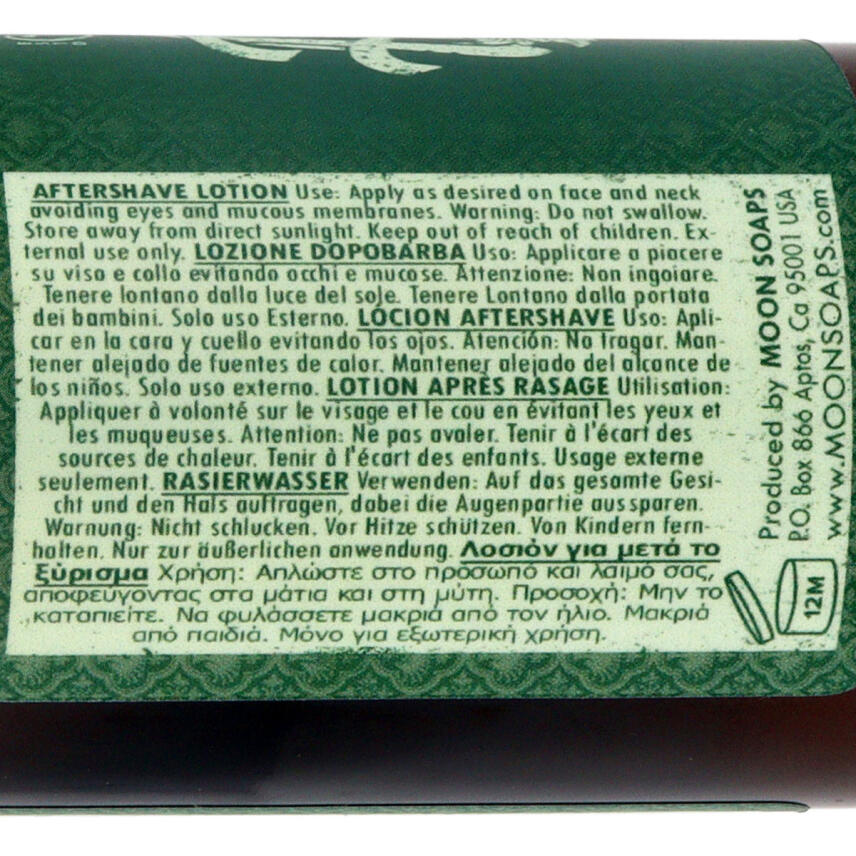 AFTERSHAVE LOTION Use: Apply as desired on face and neck
avoiding eyes and mucous membranes. Warning: Do not swallow.
Store away from direct sunlight. Keep out of reach of children. Ex-
ternal use only. LOZIONE DOPOBARBA Uso: Applicare a piacere
su viso e collo evitando occhi e mucose. Attenzione: Non ingoiare.
Tenere lontano dalla luce del sole. Tenere Lontano dalla portata
dei bambini. Solo uso Esterno. LOCION AFTERSHAVE Uso: Apli-
car en la cara y cuello evitando los ojos. Atención: No tragar. Man-
tener alejado de fuentes de calor. Mantener alejado del alcance de
los niños. Solo uso externo. LOTION APRÈS RASAGE Utilisation:
Appliquer à volonté sur le visage et le cou en évitant les yeux et
les muqueuses. Attention: Ne pas avaler. Tenir à l'écart des
sources de chaleur. Tenir à l'écart des enfants. Usage externe
seulement. RASIERWASSER Verwenden: Auf das gesamte Gesi-
cht und den Hals auftragen, dabei die Augenpartie aussparen.
Warnung: Nicht schlucken. Vor Hitze schützen. Von Kindern fern-
halten. Nur zur äußerlichen anwendung. Λοσιόν για μετά το
ξύρισμα Χρήση: Απλώστε στο πρόσωπό και λαιμό σας,
αποφεύγοντας στα μάτια και στη μύτη. Προσοχή: Μην το
καταπιείτε. Να φυλάσσετε μακριά από τον ήλιο. Μακριά
από παιδιά. Μόνο για εξωτερική χρήση.
Produced by MOON SOAPS
P.O. Box 866 Aptos, Ca 95001 USA
www.MOONSOAPS.com
12M